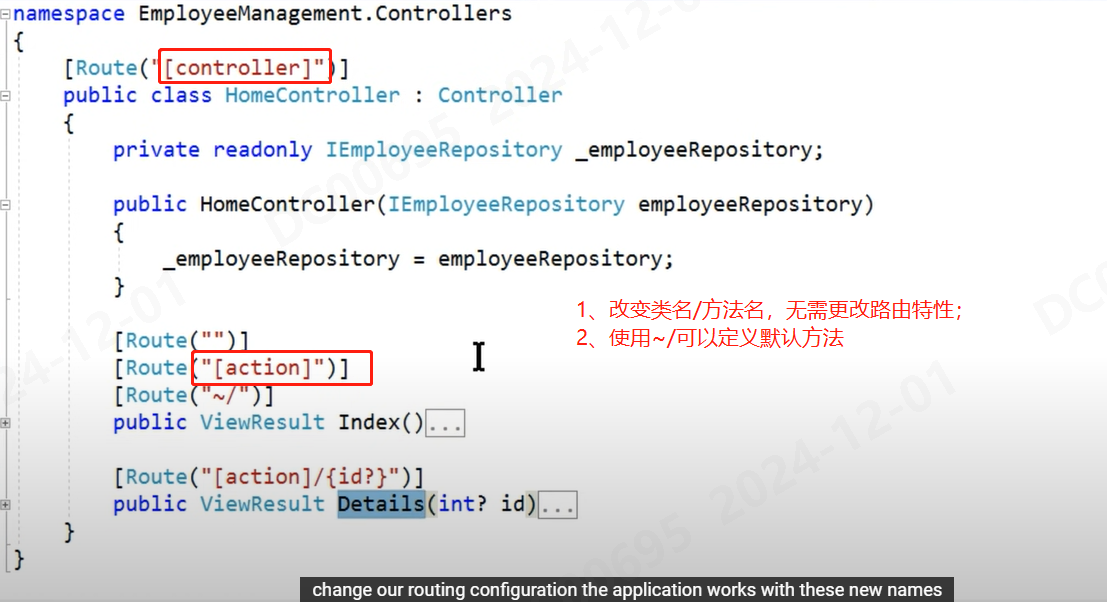 namespace EmployeeManagement.Controllers
{
[Route("[controller]")]
public class HomeController : Controller
{
private readonly IEmployeeRepository _employeeRepository;
public HomeController(IEmployeeRepository employeeRepository)
{
_employeeRepository = employeeRepository;
}
1、改变类名/方法名，无需更改路由特性；
2、使用~/可以定义默认方法
[Route("")]
[Route("[action]")]
[Route("~/")]
public ViewResult Index()...
[Route("[action]/{id?}")]
public ViewResult Details(int? id)...
}
}
change our routing configuration the application works with these new names
DC00695 2024-12-01